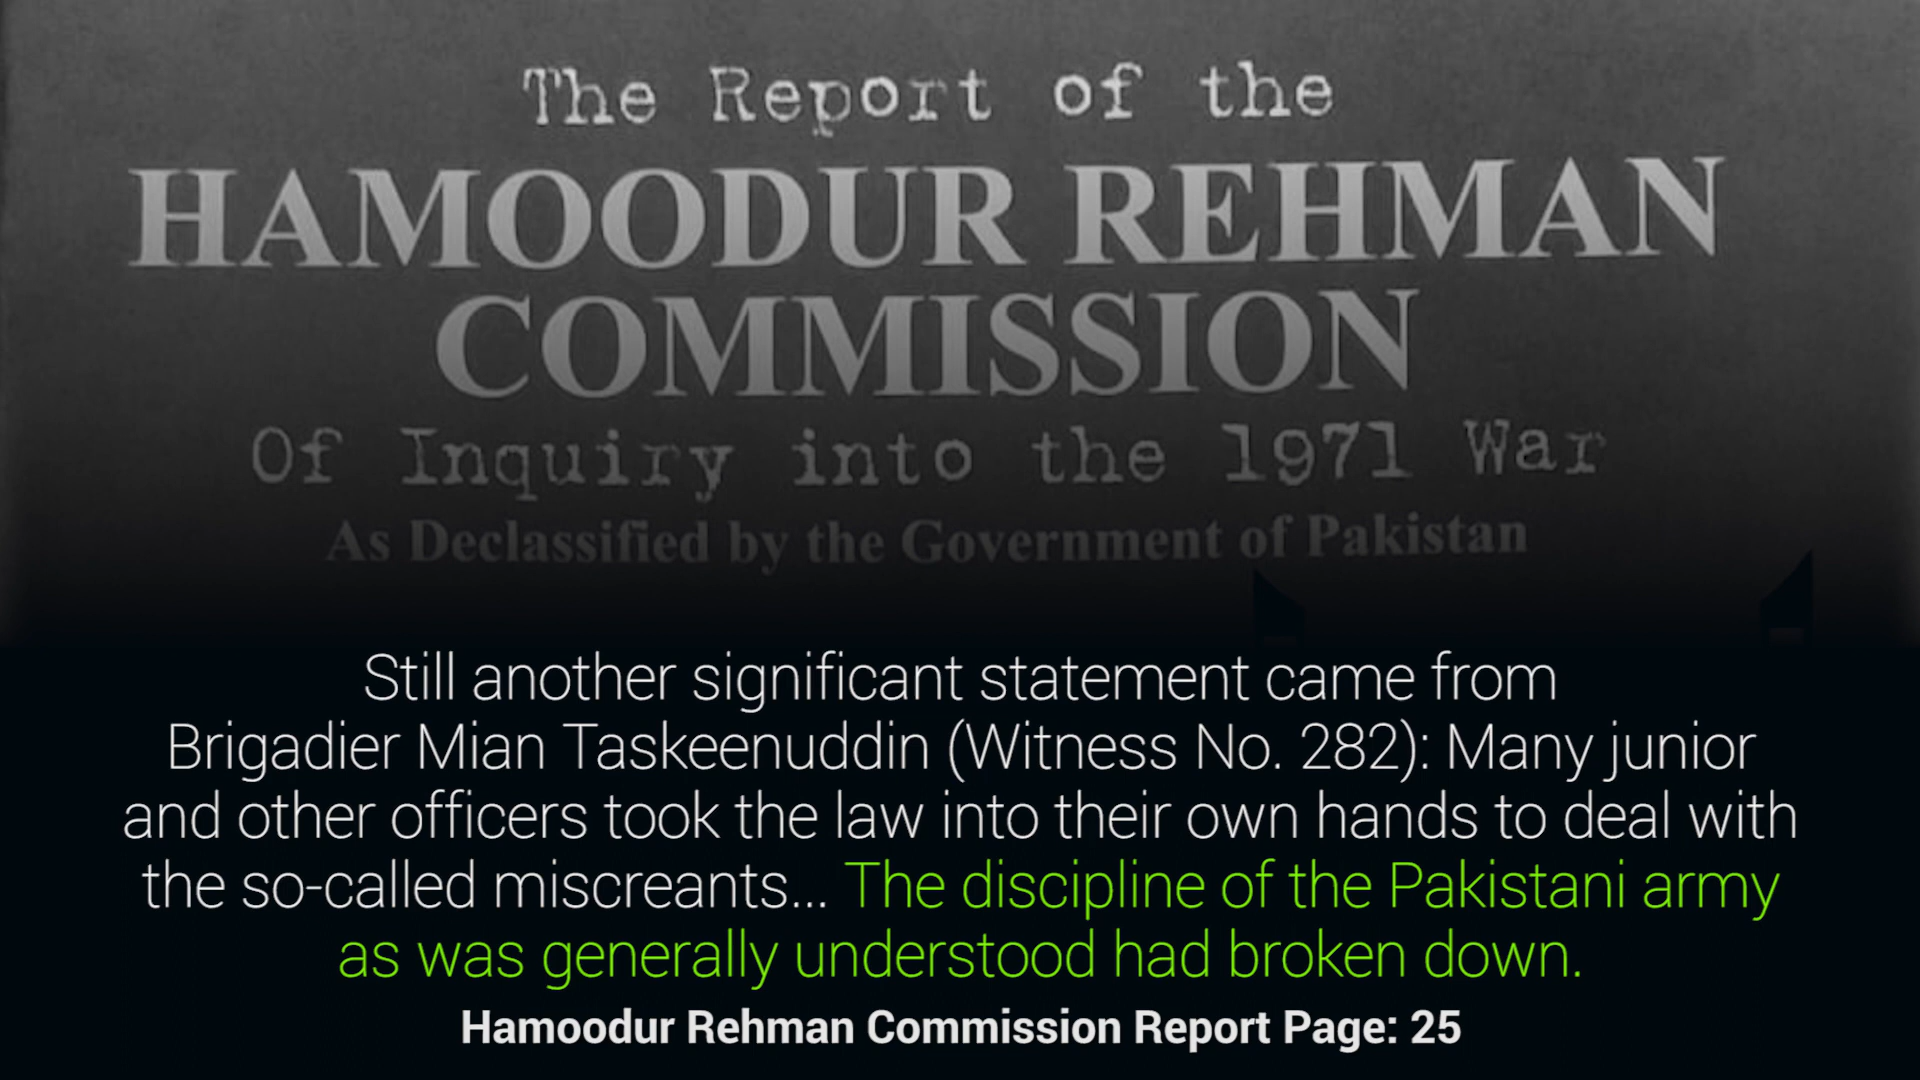 The Report of the
HAMOODUR REHMAN
COMMISSION
Of Inquiry into the 1971 War
As Declassified by the Government of Pakistan
Still another significant statement came from
Brigadier Mian Taskeenuddin (Witness No. 282): Many junior
and other officers took the law into their own hands to deal with
the so-called miscreants... The discipline of the Pakistani army
as was generally understood had broken down.
Hamoodur Rehman Commission Report Page: 25